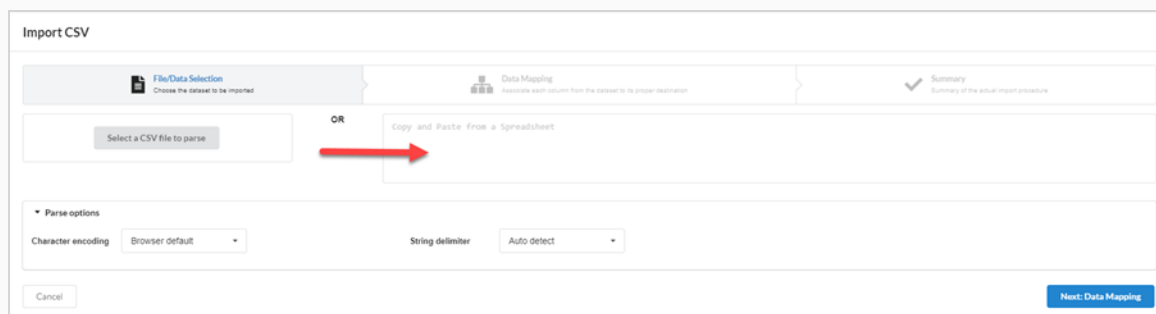 Import CSV
File/Data Selection
Choose the dataset to be imported
Data Mapping
Associate each column from the dataset to its proper destination
Summary
Summary of the actual import procedure
Select a CSV file to parse
OR
Copy and Paste from a Spreadsheet
Parse options
Character encoding
Browser default
String delimiter
Auto detect
Cancel
Next: Data Mapping